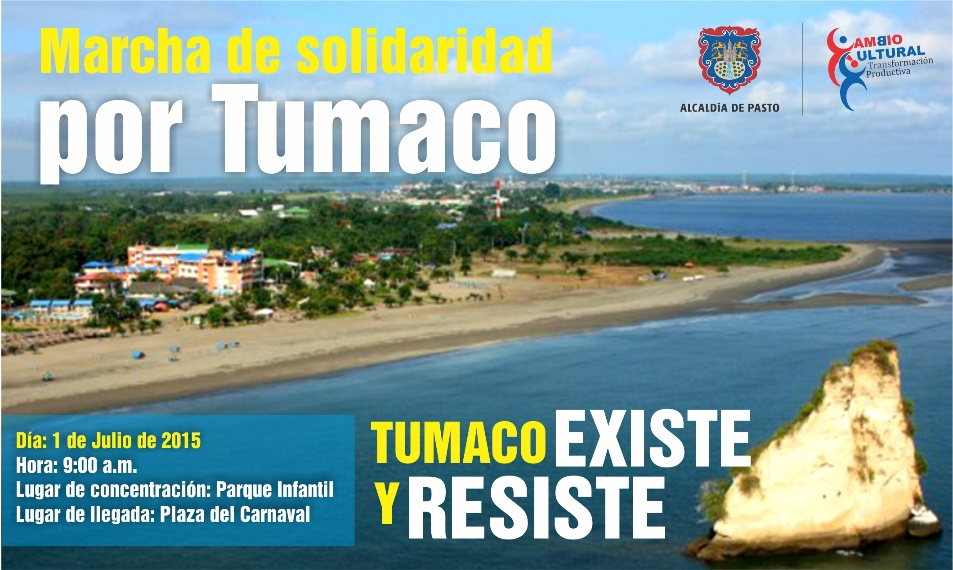 Marcha de solidaridad
por Tumaco
ALCALDÍA DE PASTO
CAMBIO
CULTURAL
Transformación
Productiva
Día: 1 de Julio de 2015
Hora: 9:00 a.m.
Lugar de concentración: Parque Infantil
Lugar de llegada: Plaza del Carnaval
TUMACO EXISTE
Y RESISTE